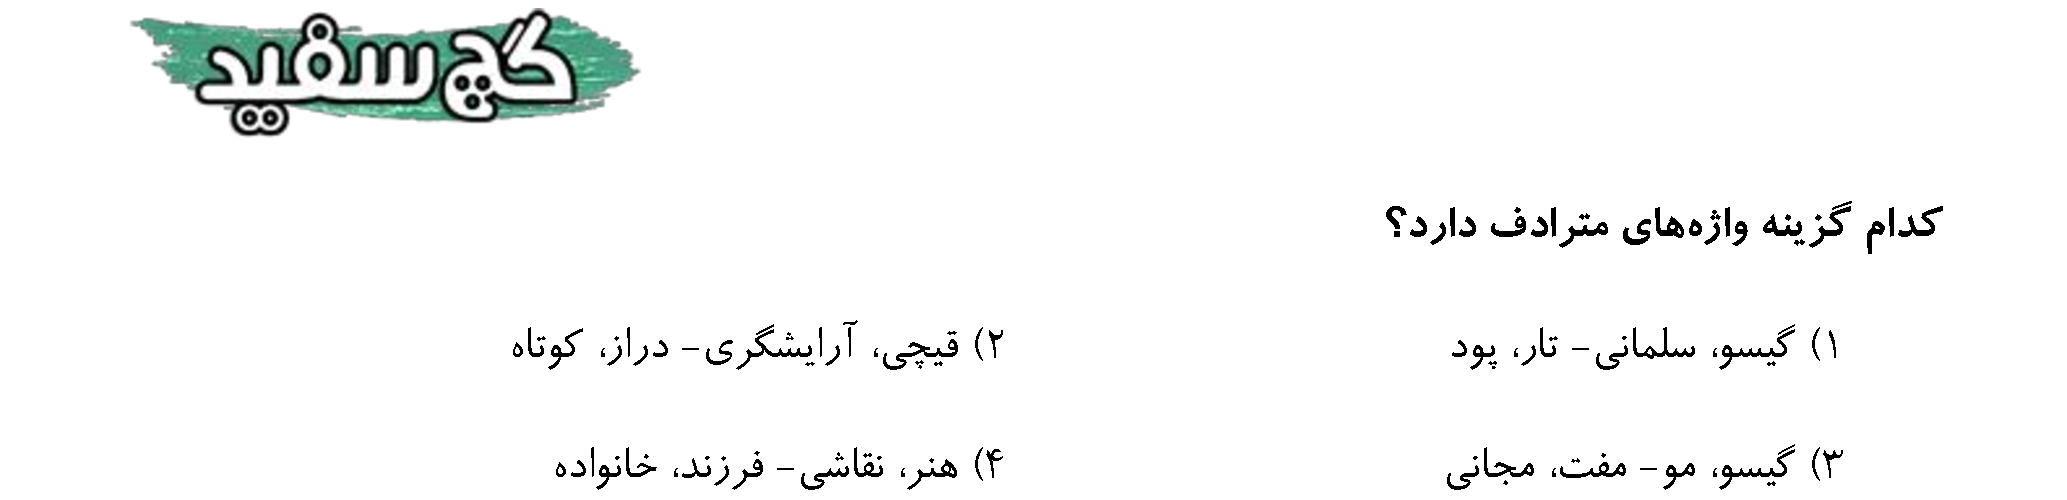 گچ سفید
کدام گزینه واژه‌های مترادف دارد؟
۱) گیسو، سلمانی- تار، پود
۲) قیچی، آرایشگری- دراز، کوتاه
۳) گیسو، مو- مفت، مجانی
۴) هنر، نقاشی- فرزند، خانواده